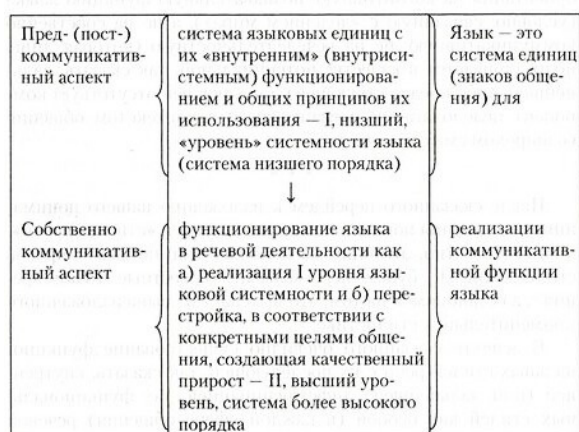 Пред- (пост-)
коммуникатив-
ный аспект
система языковых единиц с
их «внутренним» (внутриси-
стемным) функционирова-
нием и общих принципов их
использования – I, низший,
«уровень» системности языка
(система низшего порядка)
Язык – это
система единиц
(знаков обще-
ния) для
↓
Собственно
коммуникатив-
ный аспект
функционирование языка
в речевой деятельности как
а) реализация I уровня язы-
ковой системности и б) пере-
стройка, в соответствии с
конкретными целями обще-
ния, создающая существенный
прирост – II, высший уро-
вень, система более высокого
порядка
реализации
коммуникатив-
ной функции
языка